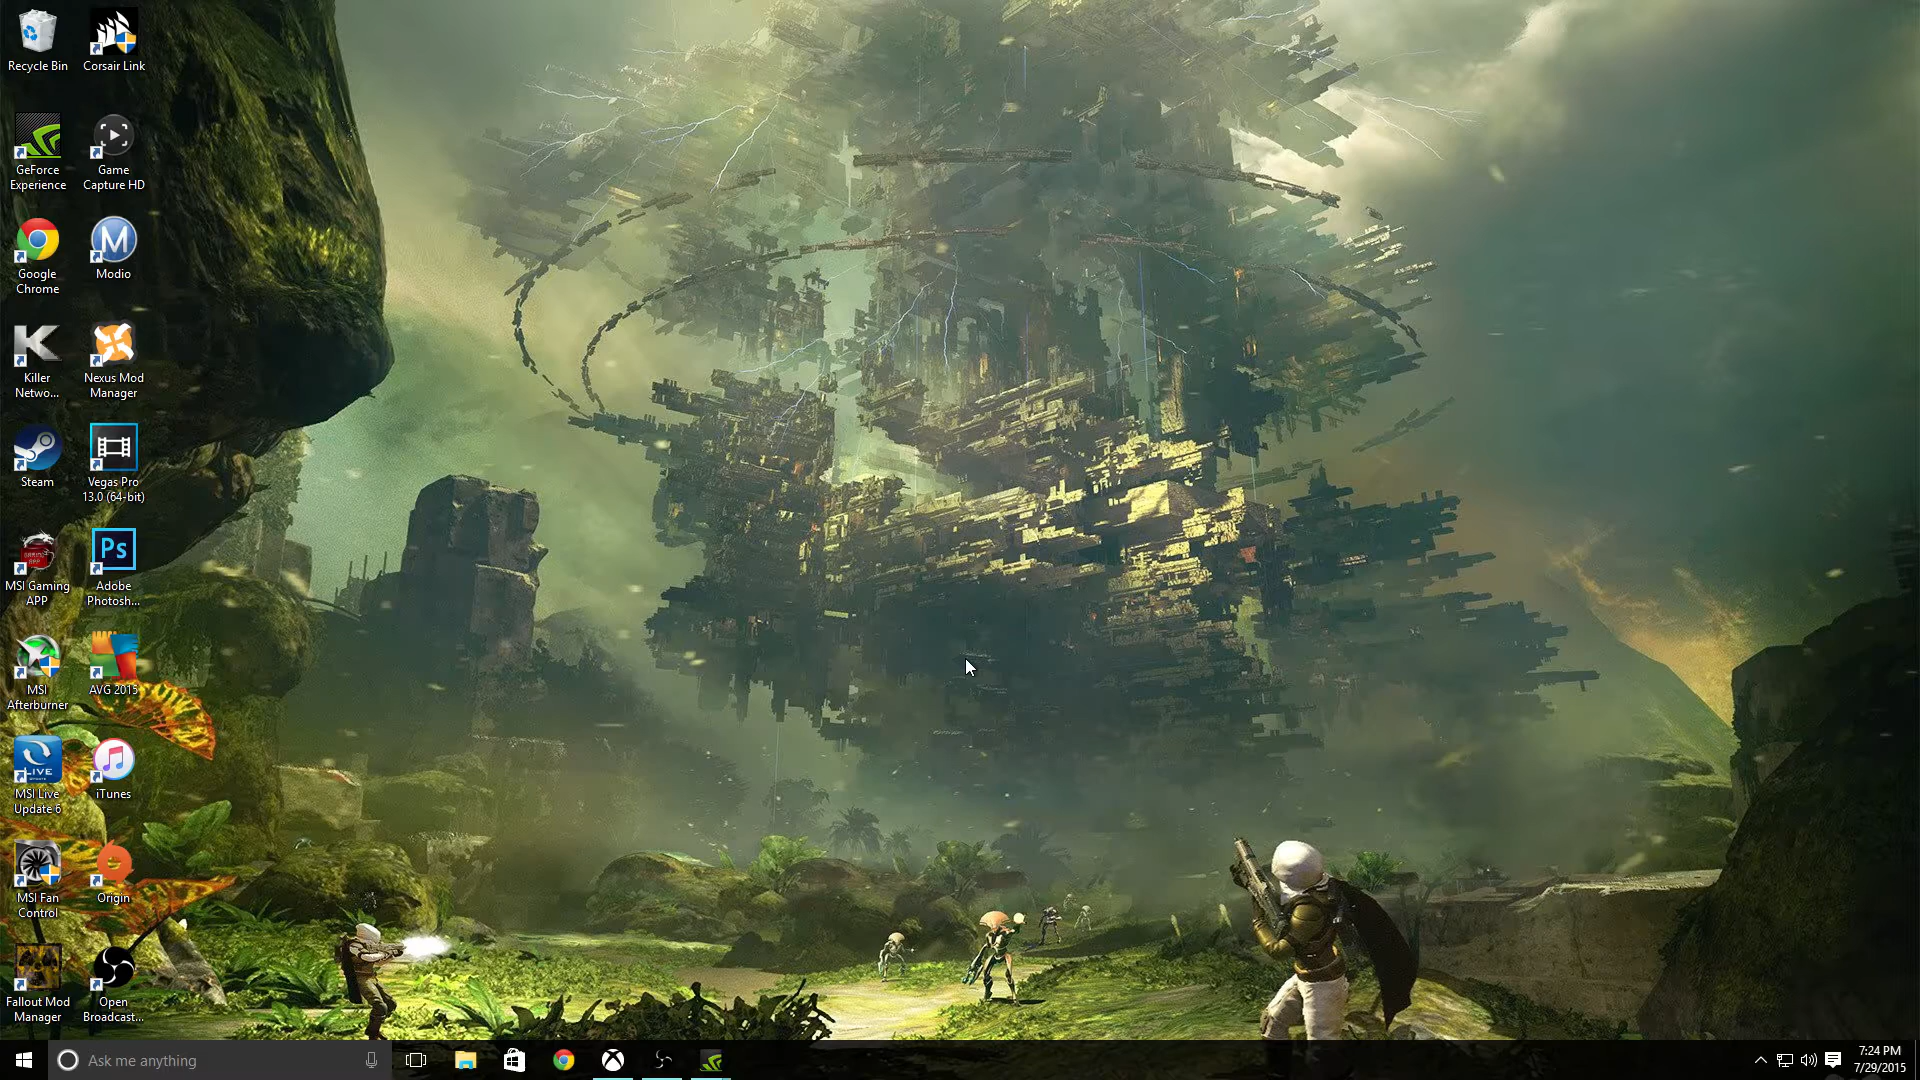 Recycle Bin
Corsair Link
GeForce
Experience
Game
Capture HD
Google
Chrome
M
Modio
K
Killer
Netwo...
Nexus Mod
Manager
Steam
Vegas Pro
13.0 (64-bit)
MSI Gaming
APP
Ps
Adobe
Photosh...
MSI
Afterburner
AVG 2015
LIVE
MSI Live
Update 6
iTunes
MSI Fan
Control
Origin
Fallout Mod
Manager
Open
Broadcast...
Ask me anything
7:24 PM
7/29/2015